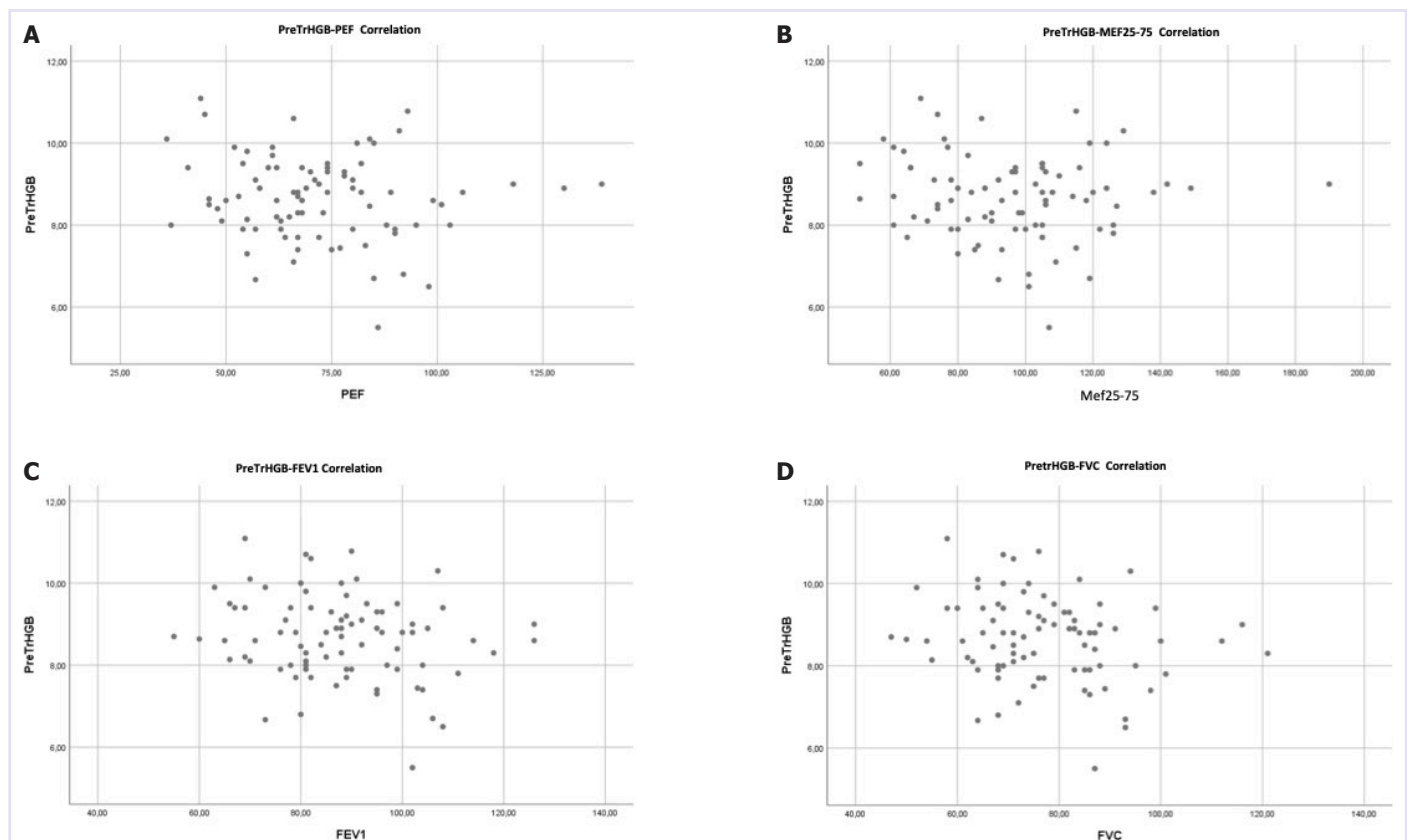 A
PreTrHGB-PEF Correlation
12,00
10,00
8,00
6,00
PreTrHGB
25,00 50,00 75,00 100,00 125,00
PEF
B
PreTrHGB-MEF25-75 Correlation
12,00
10,00
8,00
6,00
PreTrHGB
60,00 80,00 100,00 120,00 140,00 160,00 180,00 200,00
Mef25-75
C
PreTrHGB-FEV1 Correlation
12,00
10,00
8,00
6,00
PreTrHGB
40,00 60,00 80,00 100,00 120,00 140,00
FEV1
D
PretrHGB-FVC Correlation
12,00
10,00
8,00
6,00
PreTrHGB
40,00 60,00 80,00 100,00 120,00 140,00
FVC